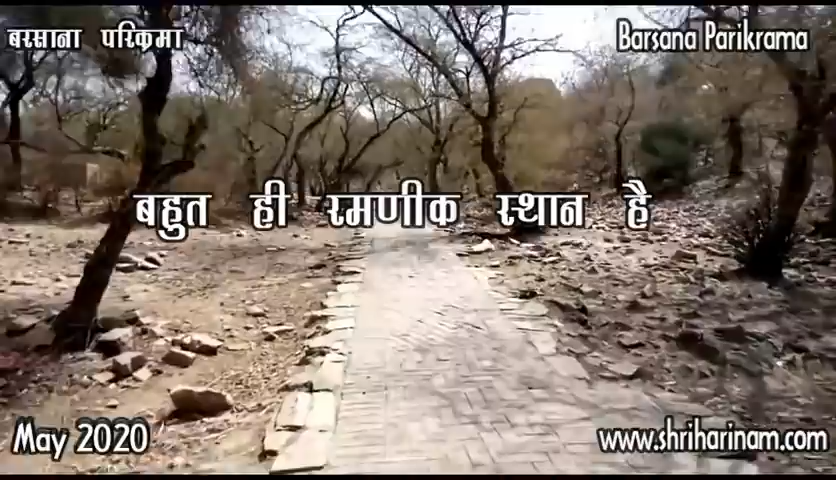 बरसाना परिक्रमा
Barsana Parikrama
बहुत ही रमणीक स्थान है
May 2020
www.shriharinam.com